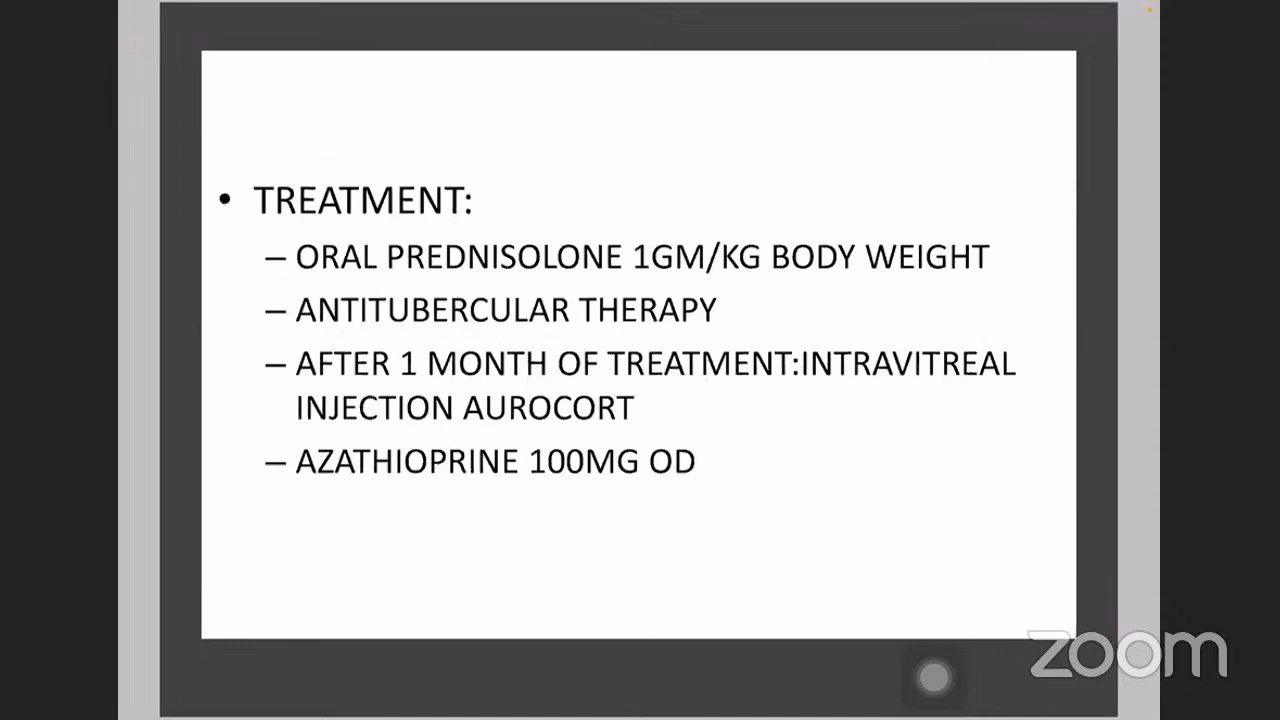 • TREATMENT:
– ORAL PREDNISOLONE 1GM/KG BODY WEIGHT
– ANTITUBERCULAR THERAPY
– AFTER 1 MONTH OF TREATMENT:INTRAVITREAL
INJECTION AUROCORT
– AZATHIOPRINE 100MG OD
zoom